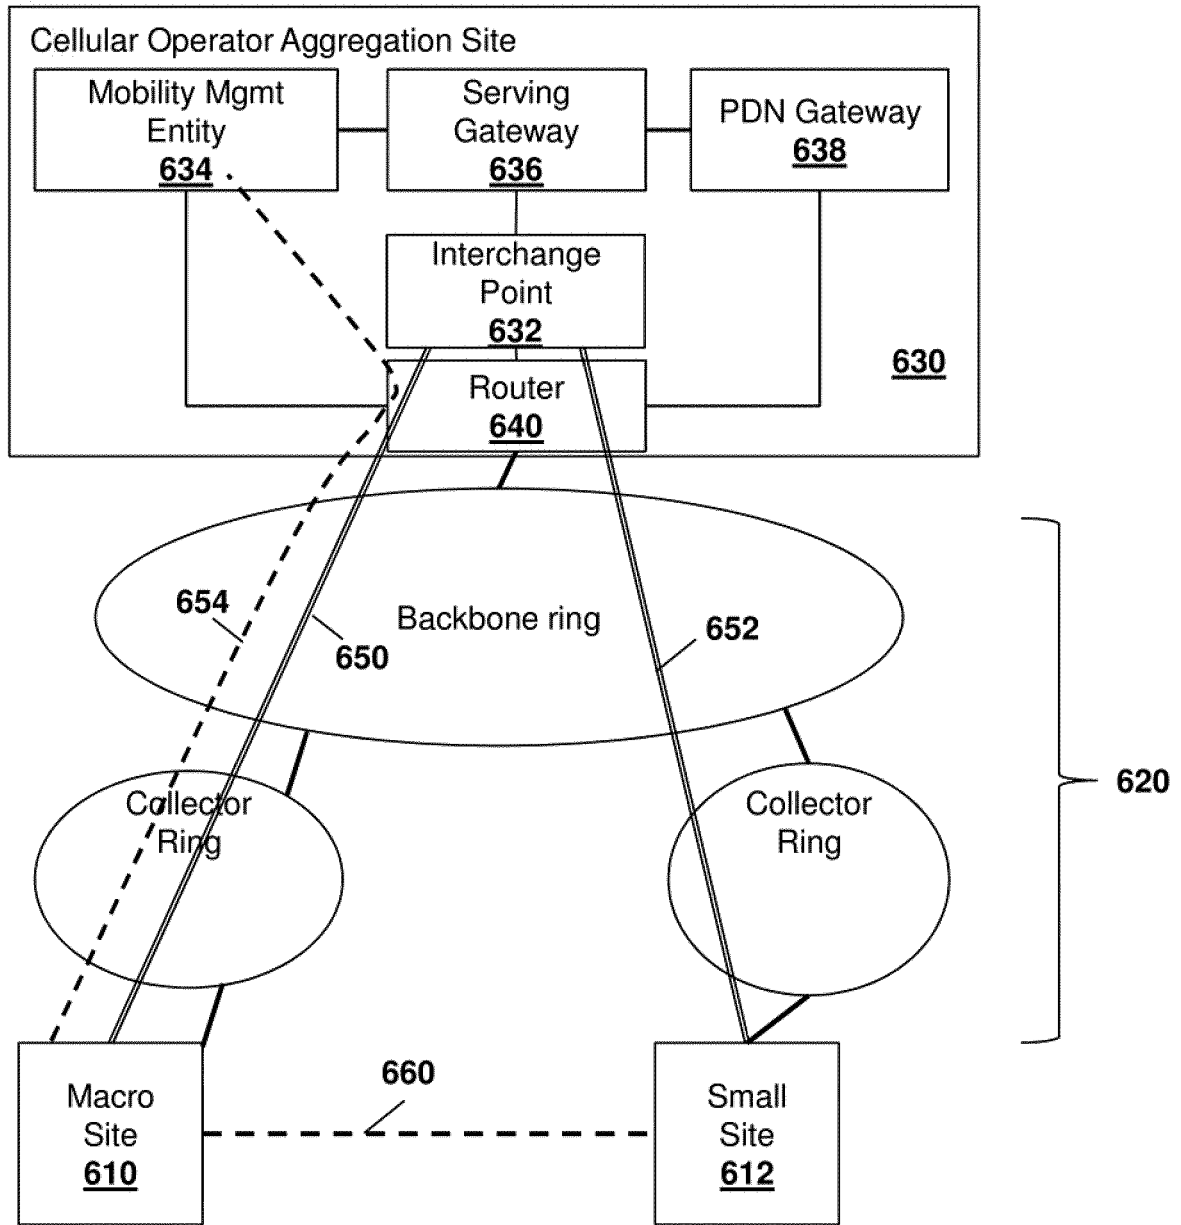 Cellular Operator Aggregation Site
Mobility Mgmt
Entity
634
Serving
Gateway
636
PDN Gateway
638
Interchange
Point
632
630
Router
640
654
650
Backbone ring
652
620
Collector
Ring
Collector
Ring
660
Macro
Site
610
Small
Site
612